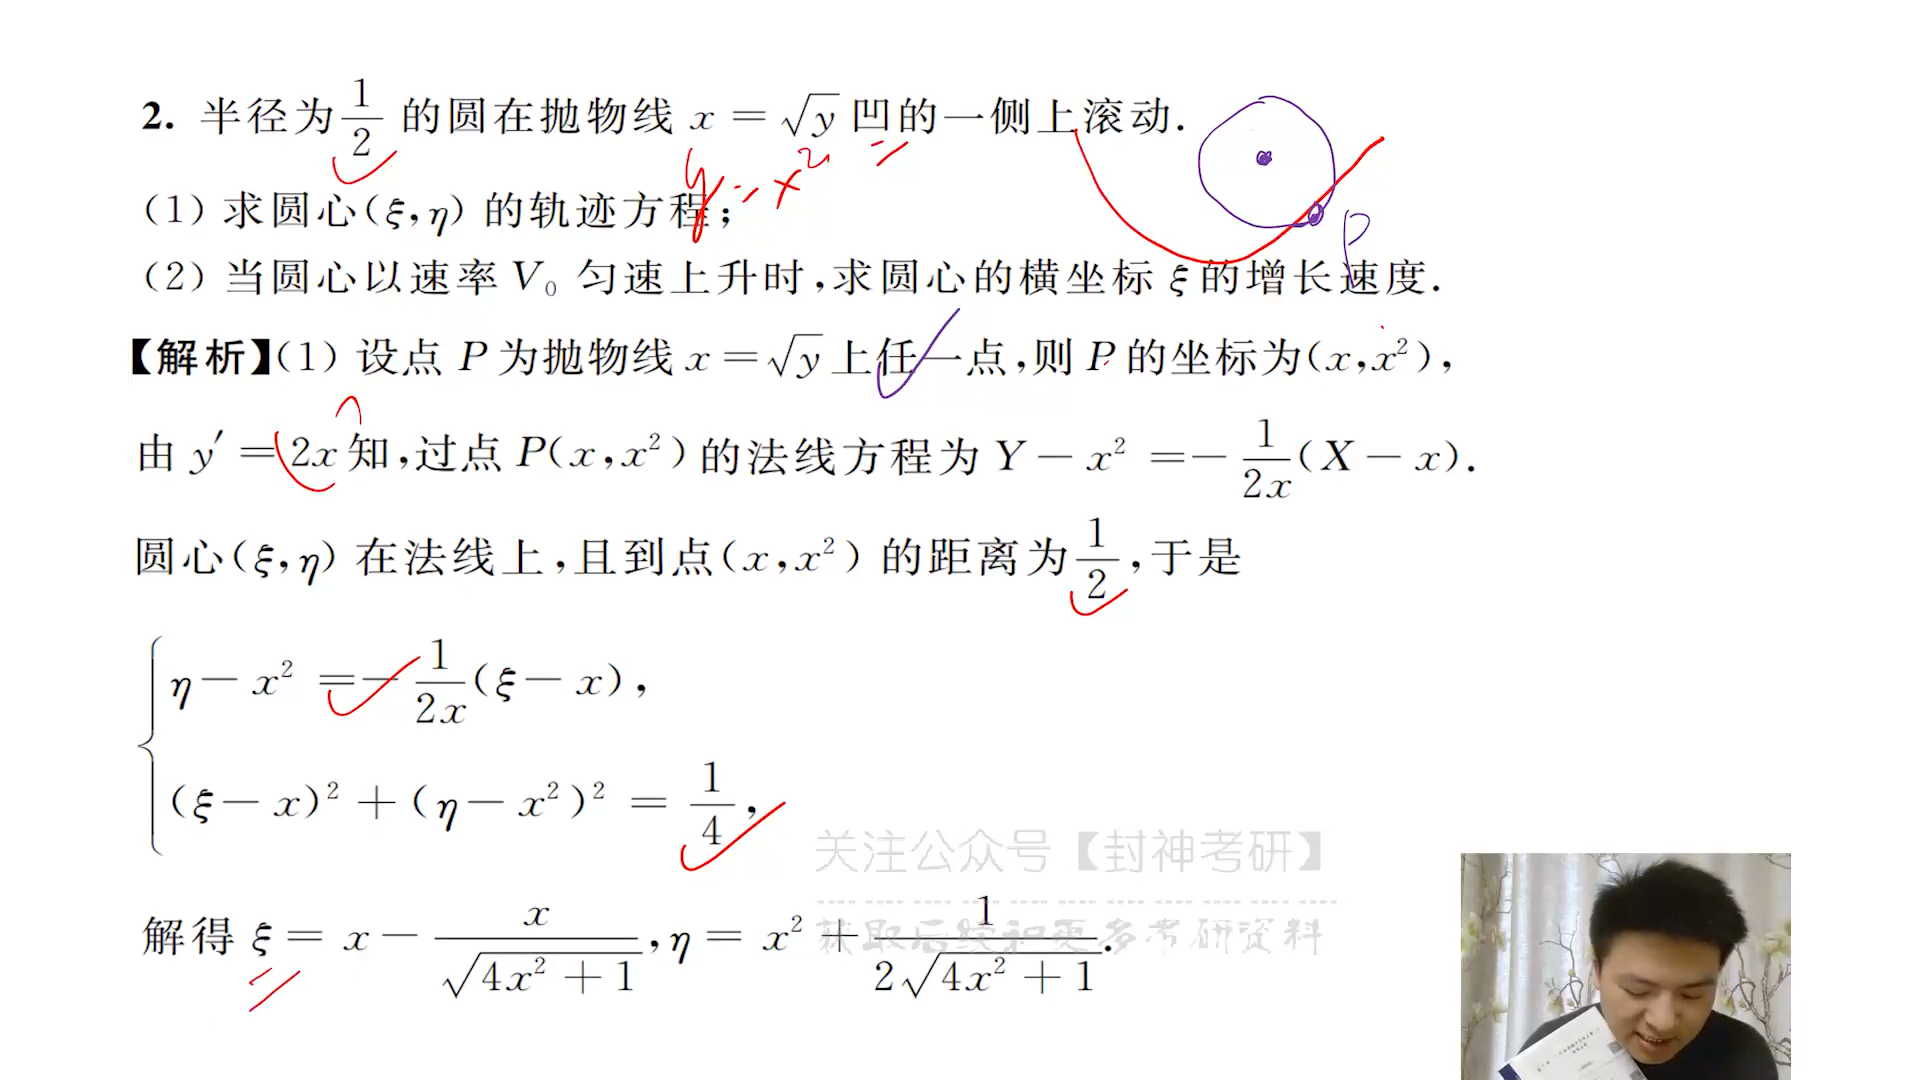 2. 半径为 1/2 的圆在抛物线 x = √y 凹的一侧上滚动.
y = x²
(1) 求圆心(ξ,η) 的轨迹方程;
P
(2) 当圆心以速率 V₀ 匀速上升时,求圆心的横坐标 ξ 的增长速度.
【解析】(1) 设点 P 为抛物线 x = √y 上任一点,则 P 的坐标为(x,x²),
由 y′ = 2x 知,过点 P(x,x²) 的法线方程为 Y − x² = − 1/2x (X − x).
圆心(ξ,η) 在法线上,且到点(x,x²) 的距离为 1/2,于是
η − x² = − 1/2x (ξ − x),
(ξ − x)² + (η − x²)² = 1/4,
关注公众号【封神考研】
获取后续和更多考研资料
解得 ξ = x − x/√(4x² + 1), η = x² + 1/(2√(4x² + 1)).